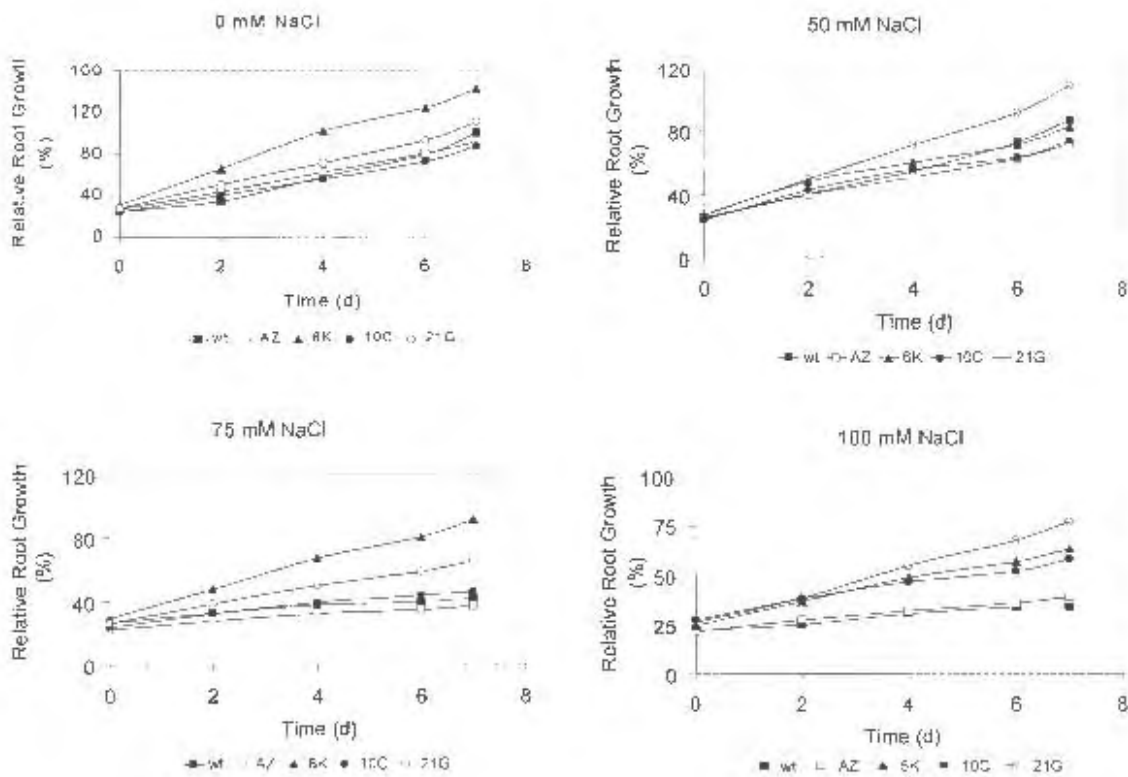 0 mM NaCl
Relative Root Growth
(%)
160
120
80
40
0
0 2 4 6 8
Time (d)
wt AZ 6K 10C 21G
50 mM NaCl
Relative Root Growth
(%)
120
80
40
0
0 2 4 6 8
Time (d)
wt AZ 6K 10C 21G
75 mM NaCl
Relative Root Growth
(%)
120
80
40
0
0 2 4 6 8
Time (d)
wt AZ 6K 10C 21G
100 mM NaCl
Relative Root Growth
(%)
100
75
50
25
0
0 2 4 6 8
Time (d)
wt AZ 6K 10C 21G